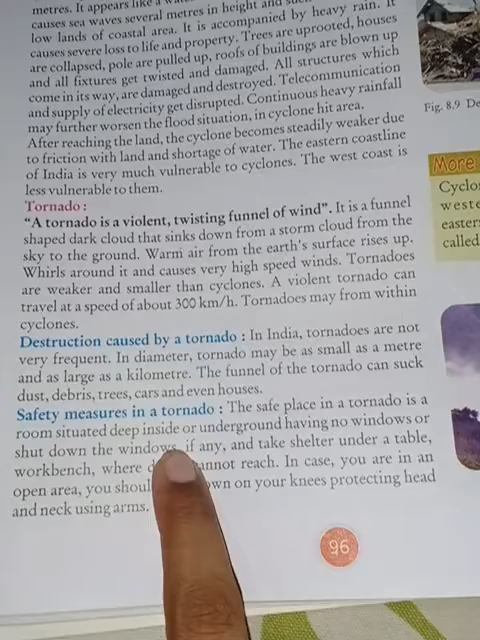 metres. It appears like a
causes sea waves several metres in height and
low lands of coastal area. It is accompanied by heavy rain. It
causes severe loss to life and property. Trees are uprooted, houses
are collapsed, pole are pulled up, roofs of buildings are blown up
and all fixtures get twisted and damaged. All structures which
come in its way, are damaged and destroyed. Telecommunication
and supply of electricity get disrupted. Continuous heavy rainfall
may further worsen the flood situation, in cyclone hit area.
After reaching the land, the cyclone becomes steadily weaker due
to friction with land and shortage of water. The eastern coastline
of India is very much vulnerable to cyclones. The west coast is
less vulnerable to them.
Tornado :
“A tornado is a violent, twisting funnel of wind”. It is a funnel
shaped dark cloud that sinks down from a storm cloud from the
sky to the ground. Warm air from the earth's surface rises up.
Whirls around it and causes very high speed winds. Tornadoes
are weaker and smaller than cyclones. A violent tornado can
travel at a speed of about 300 km/h. Tornadoes may from within
cyclones.
Destruction caused by a tornado : In India, tornadoes are not
very frequent. In diameter, tornado may be as small as a metre
and as large as a kilometre. The funnel of the tornado can suck
dust, debris, trees, cars and even houses.
Safety measures in a tornado : The safe place in a tornado is a
room situated deep inside or underground having no windows or
shut down the windows, if any, and take shelter under a table,
workbench, where cannot reach. In case, you are in an
open area, you on your knees protecting head
and neck using arms.
96
Fig. 8.9 De
More
Cyclo
weste
easter
called